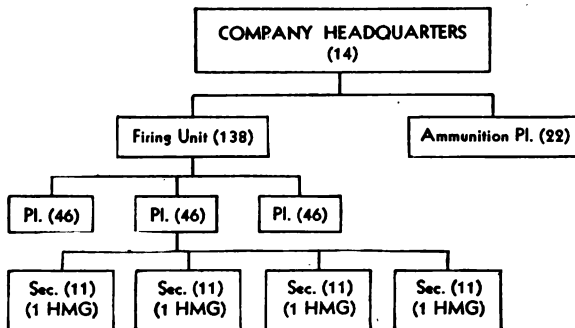 COMPANY HEADQUARTERS
(14)
Firing Unit (138)
Ammunition Pl. (22)
Pl. (46)
Pl. (46)
Pl. (46)
Sec. (11)
(1 HMG)
Sec. (11)
(1 HMG)
Sec. (11)
(1 HMG)
Sec. (11)
(1 HMG)